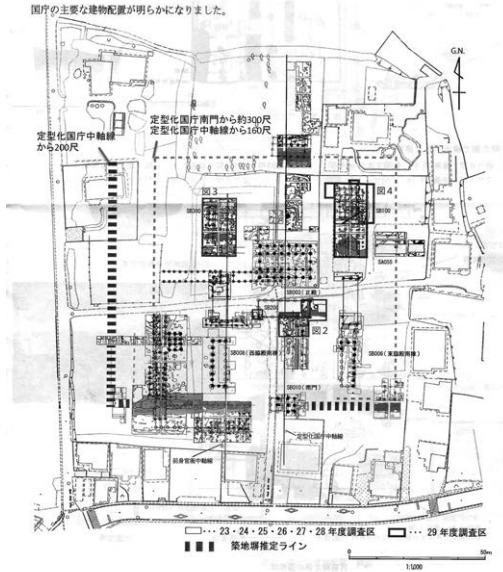 国庁の主要な建物配置が明らかになりました。
G.N.
定型化国庁南門から約300尺
定型化国庁中軸線から160尺
定型化国庁中軸線
から200尺
図3
図4
SB300
SB100
SA055
SB003(正殿)
SB200
図2
SB008(西脇殿南棟)
SB006(東脇殿南棟)
SB010(南門)
定型化国庁中軸線
前身官衙中軸線
・・・23・24・25・26・27・28年度調査区
・・・29年度調査区
築地塀推定ライン
0
50m
1:1,000